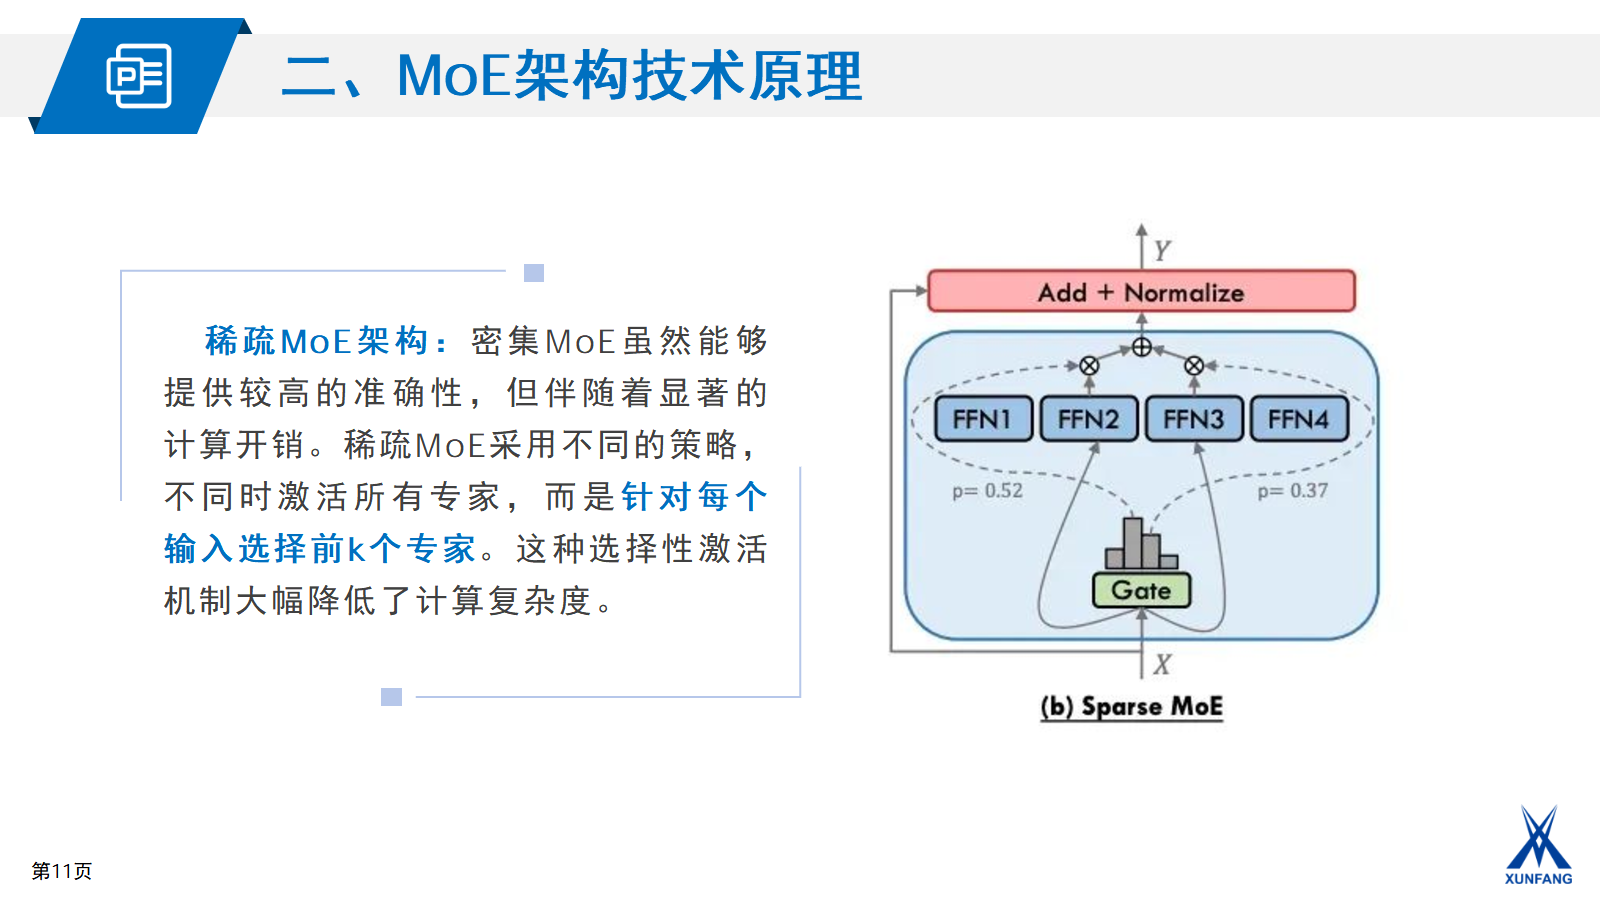 二、MoE架构技术原理
稀疏MoE架构：密集MoE虽然能够
提供较高的准确性，但伴随着显著的
计算开销。稀疏MoE采用不同的策略，
不同时激活所有专家，而是针对每个
输入选择前k个专家。这种选择性激活
机制大幅降低了计算复杂度。
Y
Add + Normalize
FFN1 FFN2 FFN3 FFN4
p= 0.52 p= 0.37
Gate
X
(b) Sparse MoE
第11页
XUNFANG